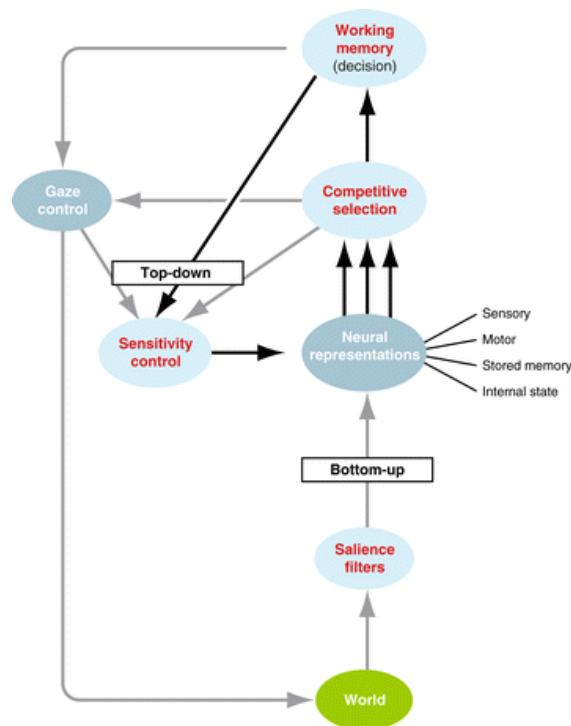 Working
memory
(decision)
Gaze
control
Competitive
selection
Top-down
Sensitivity
control
Neural
representations
Sensory
Motor
Stored memory
Internal state
Bottom-up
Salience
filters
World